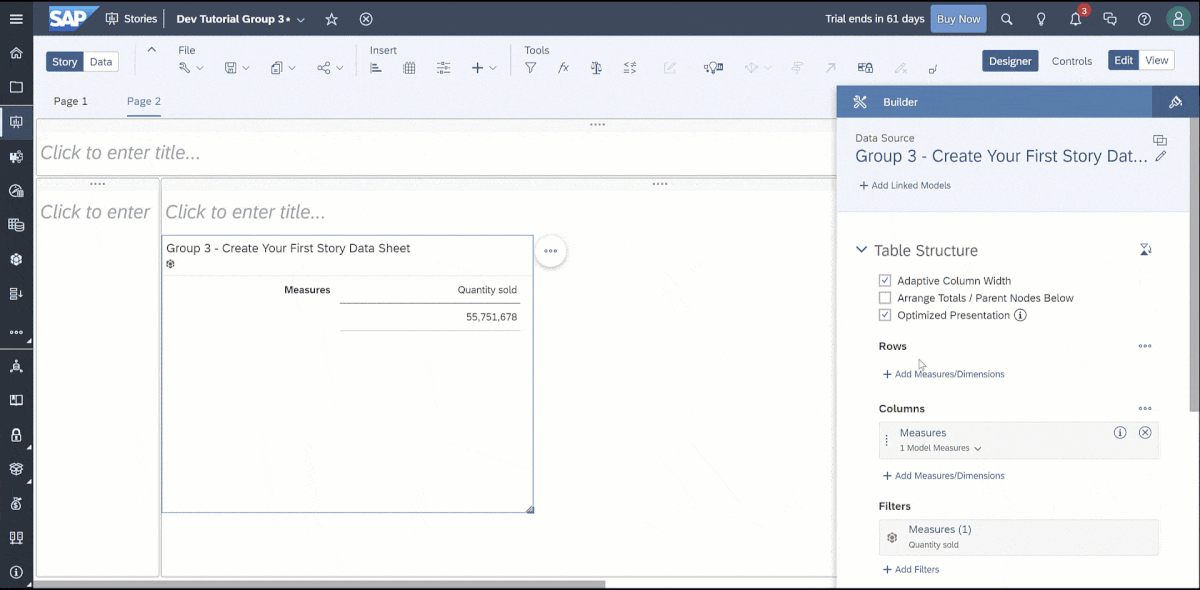 SAP Stories Dev Tutorial Group 3* Trial ends in 61 days Buy Now 3
Story Data File Insert Tools Designer Controls Edit View
Page 1 Page 2
Builder
Click to enter title...
Data Source
Group 3 - Create Your First Story Dat...
+ Add Linked Models
Click to enter Click to enter title...
Group 3 - Create Your First Story Data Sheet
Measures Quantity sold
55,751,678
Table Structure
Adaptive Column Width
Arrange Totals / Parent Nodes Below
Optimized Presentation
Rows
+ Add Measures/Dimensions
Columns
Measures
1 Model Measures
+ Add Measures/Dimensions
Filters
Measures (1)
Quantity sold
+ Add Filters